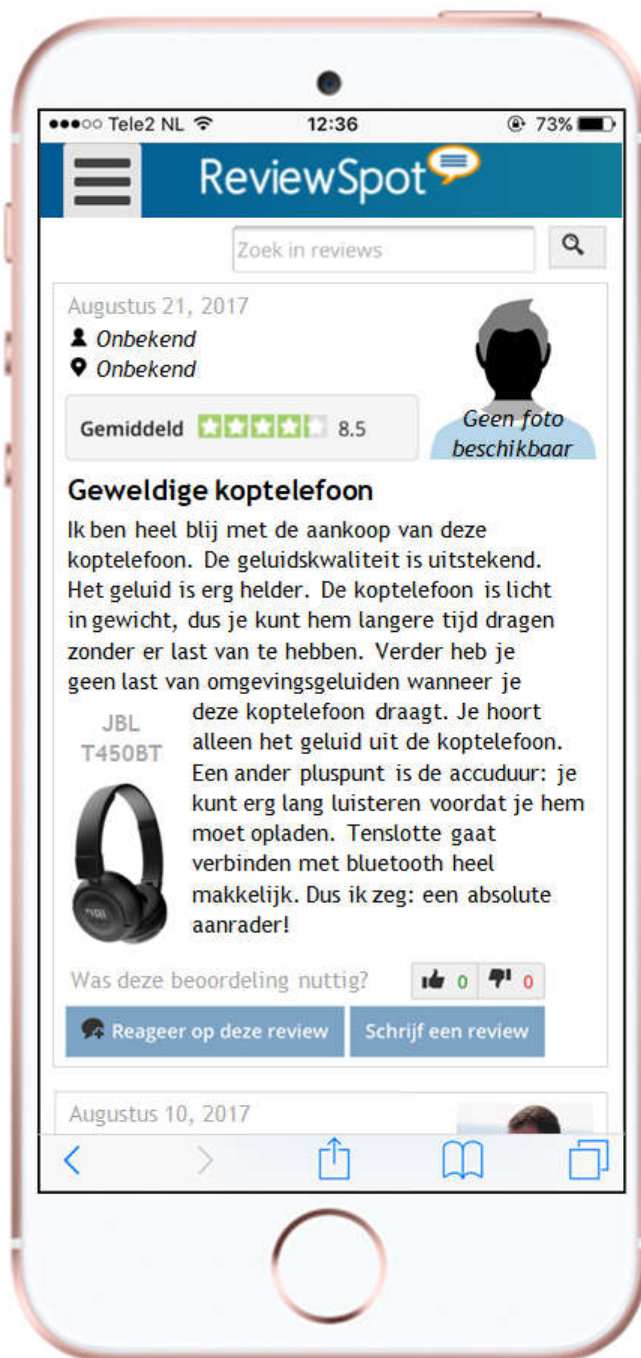 Tele2 NL 12:36 73%
ReviewSpot
Zoek in reviews
Augustus 21, 2017
Onbekend
Onbekend
Geen foto
beschikbaar
Gemiddeld 8.5
Geweldige koptelefoon
Ik ben heel blij met de aankoop van deze
koptelefoon. De geluidskwaliteit is uitstekend.
Het geluid is erg helder. De koptelefoon is licht
in gewicht, dus je kunt hem langere tijd dragen
zonder er last van te hebben. Verder heb je
geen last van omgevingsgeluiden wanneer je
deze koptelefoon draagt. Je hoort
alleen het geluid uit de koptelefoon.
Een ander pluspunt is de accuduur: je
kunt erg lang luisteren voordat je hem
moet opladen. Tenslotte gaat
verbinden met bluetooth heel
makkelijk. Dus ik zeg: een absolute
aanrader!
JBL
T450BT
JBL
Was deze beoordeling nuttig? 0 0
Reageer op deze review Schrijf een review
Augustus 10, 2017